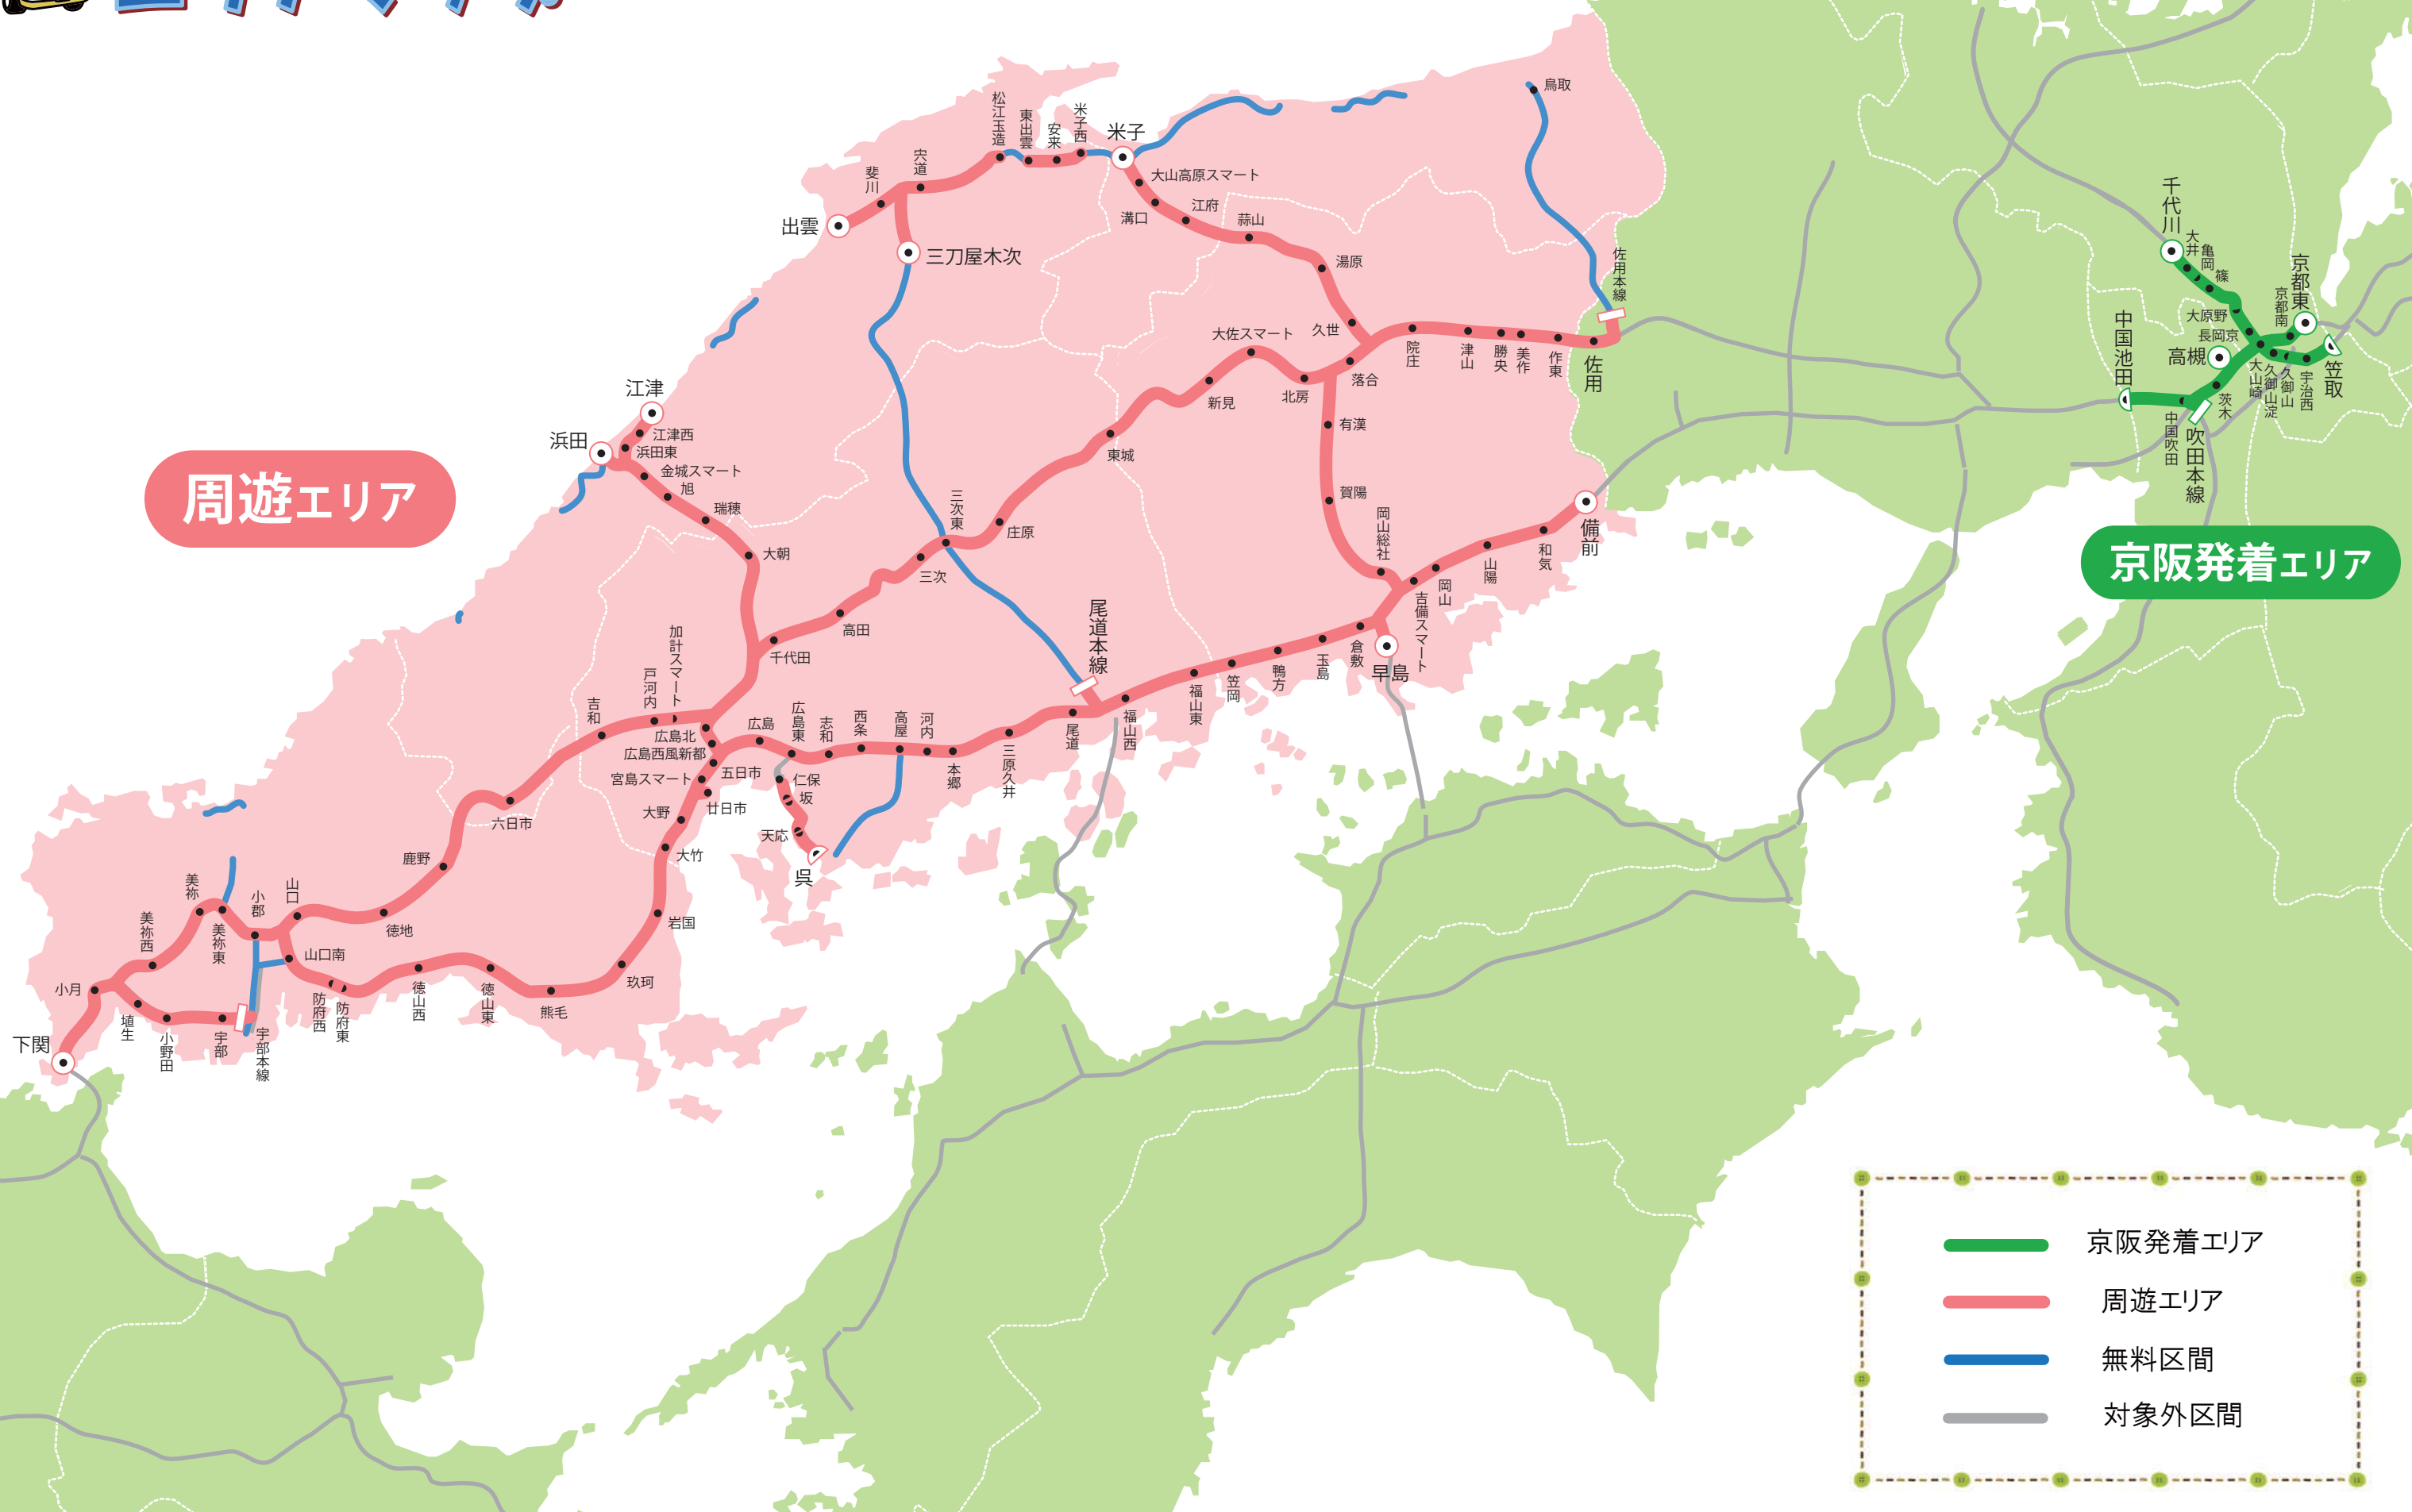 周遊エリア
京阪発着エリア
鳥取
松江玉造
東出雲
安来
米子西
米子
宍道
斐川
出雲
三刀屋木次
大山高原スマート
溝口
江府
蒜山
湯原
佐用本線
久世
大佐スマート
院庄
津山
勝央
美作
作東
佐用
落合
北房
新見
有漢
東城
賀陽
岡山総社
備前
和気
山陽
岡山
吉備スマート
倉敷
早島
玉島
鴨方
笠岡
福山東
福山西
尾道本線
尾道
三原久井
本郷
河内
高屋
西条
志和
広島東
広島
江津
江津西
浜田
浜田東
金城スマート
旭
瑞穂
大朝
三次東
庄原
三次
高田
千代田
加計スマート
戸河内
吉和
広島北
広島西風新都
五日市
宮島スマート
廿日市
仁保
坂
天応
呉
大野
大竹
六日市
鹿野
岩国
玖珂
熊毛
徳山東
徳山西
徳地
山口
小郡
美祢
美祢東
美祢西
山口南
防府西
防府東
小月
埴生
小野田
宇部
宇部本線
下関
千代川
大井
亀岡
篠
大原野
長岡京
京都南
京都東
高槻
中国池田
大山崎
久御山淀
久御山
宇治西
笠取
茨木
中国吹田
吹田本線
京阪発着エリア
周遊エリア
無料区間
対象外区間